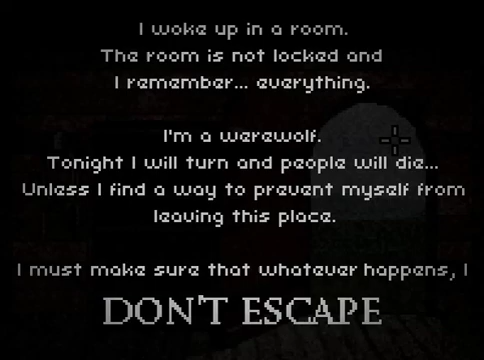 I woke up in a room.
The room is not locked and
I remember... everything.
I'm a werewolf.
Tonight I will turn and people will die...
Unless I find a way to prevent myself from
leaving this place.
I must make sure that whatever happens, I
DON'T ESCAPE